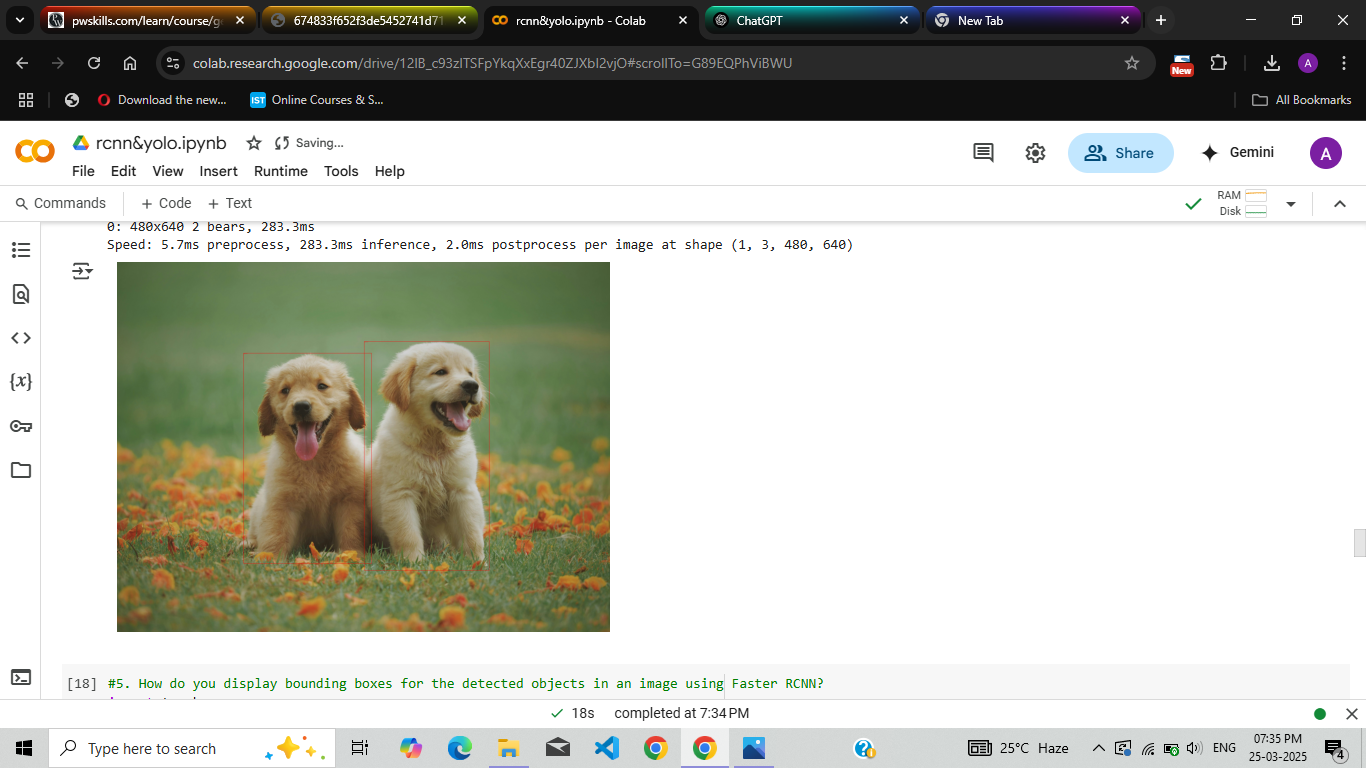 pwskills.com/learn/course/g
674833f652f3de5452741d71
rcnn&yolo.ipynb - Colab
ChatGPT
New Tab
colab.research.google.com/drive/12IB_c93zlTSFpYkqXxEgr40ZJXbI2vjO#scrollTo=G89EQPhViBWU
New
A
Download the new...
IST
Online Courses & S...
All Bookmarks
rcnn&yolo.ipynb
Saving...
Share
Gemini
A
File Edit View Insert Runtime Tools Help
Commands + Code + Text
RAM
Disk
0: 480x640 2 bears, 283.3ms
Speed: 5.7ms preprocess, 283.3ms inference, 2.0ms postprocess per image at shape (1, 3, 480, 640)
{x}
[18] #5. How do you display bounding boxes for the detected objects in an image using Faster RCNN?
18s completed at 7:34 PM
Type here to search
25°C Haze
ENG
07:35 PM
25-03-2025
4